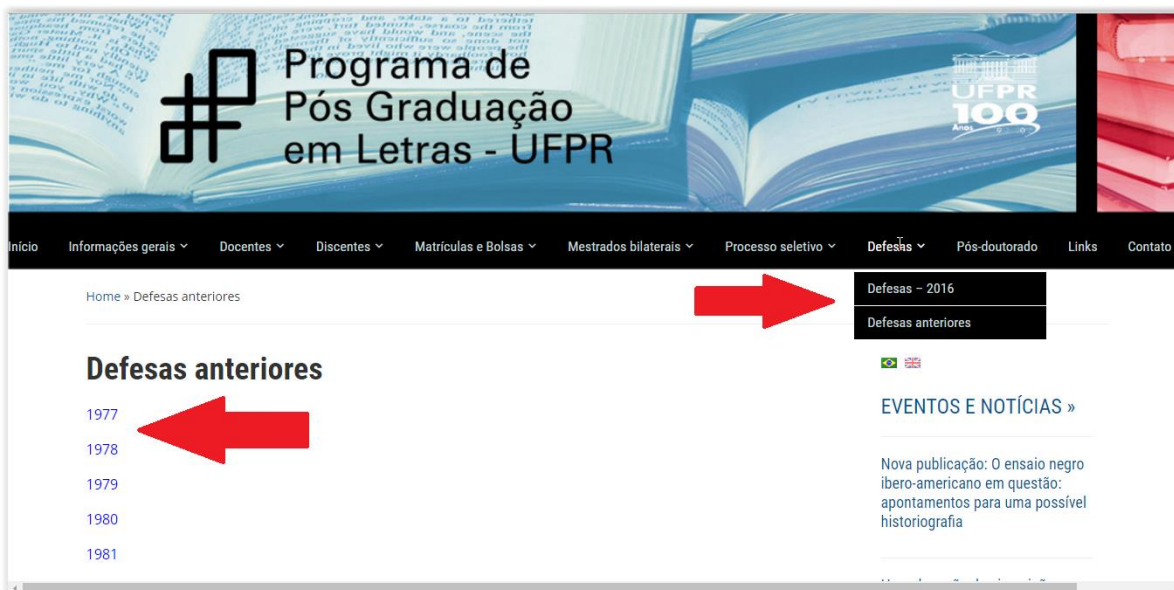 Programa de
Pós Graduação
em Letras - UFPR
UFPR
100
Anos
Início Informações gerais Docentes Discentes Matrículas e Bolsas Mestrados bilaterais Processo seletivo Defesas Pós-doutorado Links Contato
Home » Defesas anteriores
Defesas – 2016
Defesas anteriores
Defesas anteriores
1977
1978
1979
1980
1981
EVENTOS E NOTÍCIAS »
Nova publicação: O ensaio negro
ibero-americano em questão:
apontamentos para uma possível
historiografia